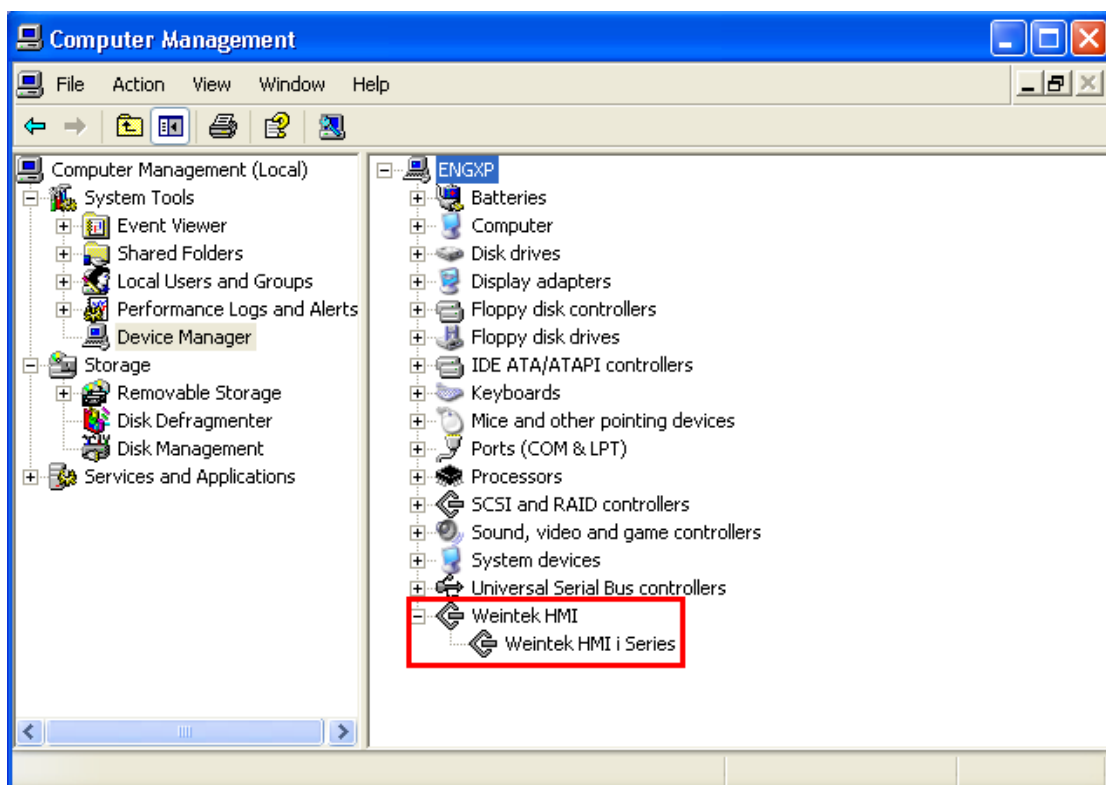 Computer Management
File Action View Window Help
Computer Management (Local)
System Tools
Event Viewer
Shared Folders
Local Users and Groups
Performance Logs and Alerts
Device Manager
Storage
Removable Storage
Disk Defragmenter
Disk Management
Services and Applications
ENGXP
Batteries
Computer
Disk drives
Display adapters
Floppy disk controllers
Floppy disk drives
IDE ATA/ATAPI controllers
Keyboards
Mice and other pointing devices
Ports (COM & LPT)
Processors
SCSI and RAID controllers
Sound, video and game controllers
System devices
Universal Serial Bus controllers
Weintek HMI
Weintek HMI i Series